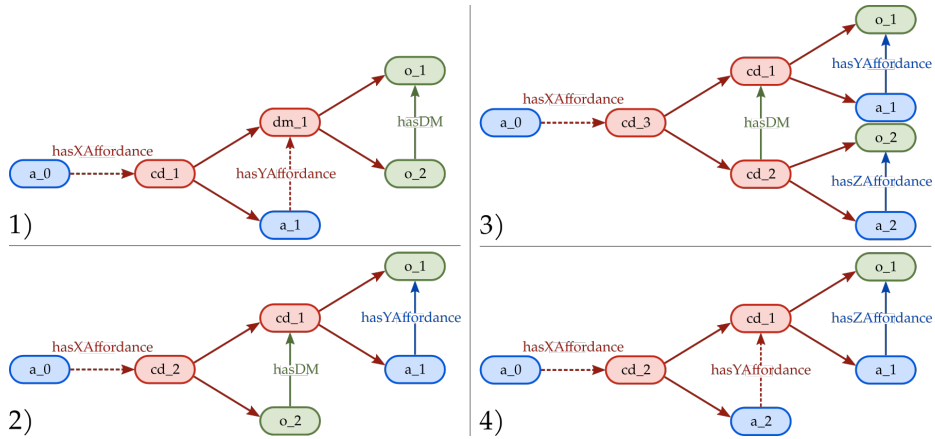 o_1
dm_1
hasDM
hasXAffordance
a_0
cd_1
hasYAffordance
o_2
a_1
1)
o_1
cd_1
hasYAffordance
hasXAffordance
a_0
cd_2
hasDM
a_1
o_2
2)
o_1
cd_1
hasYAffordance
hasXAffordance
a_1
a_0
cd_3
hasDM
o_2
cd_2
hasZAffordance
a_2
3)
o_1
cd_1
hasZAffordance
hasXAffordance
a_0
cd_2
hasYAffordance
a_1
a_2
4)